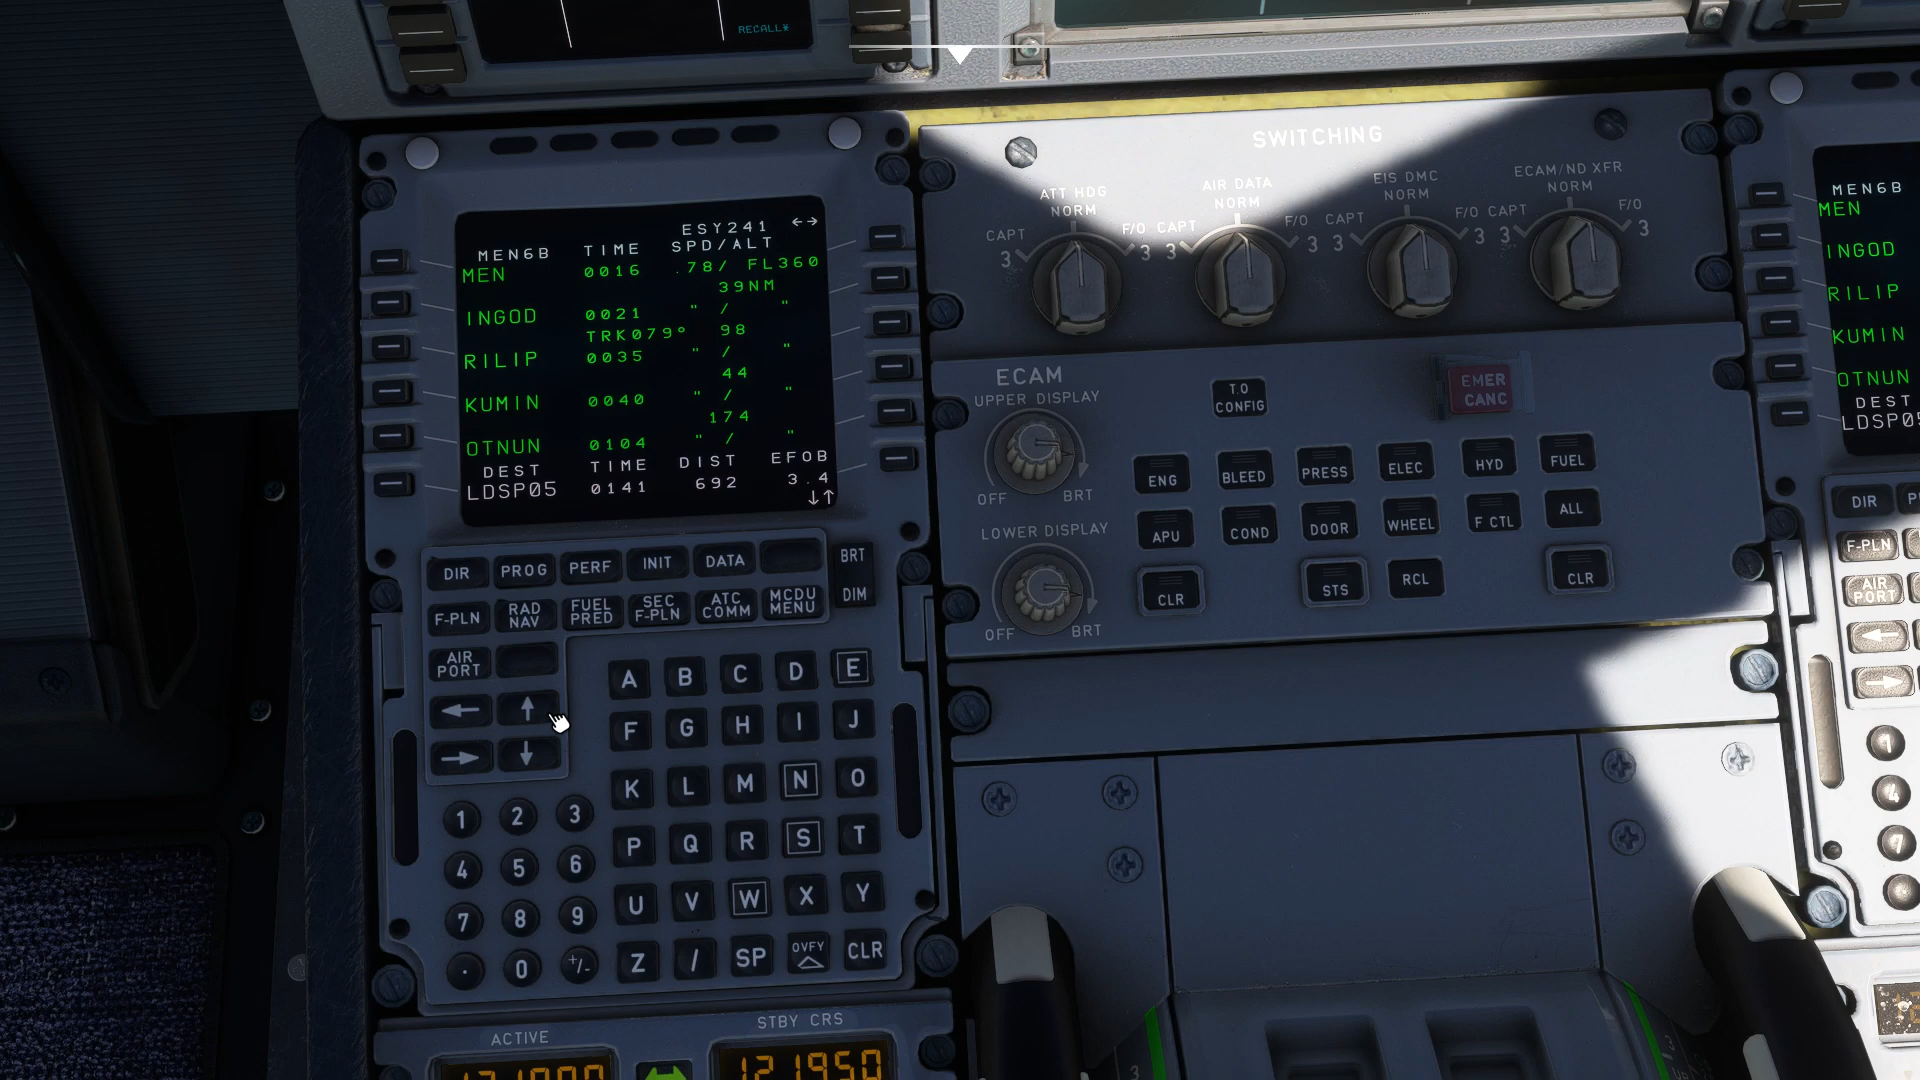 RECALL*
ESY241 ←→
MEN6B TIME SPD/ALT
MEN 0016 .78/ FL360
39NM
INGOD 0021 " / "
TRK079° 98
RILIP 0035 " / "
44
KUMIN 0040 " / "
174
OTNUN 0104 " / "
DEST TIME DIST EFOB
LDSP05 0141 692 3.4
↓↑
DIR PROG PERF INIT DATA
BRT
DIM
F-PLN RAD NAV FUEL PRED SEC F-PLN ATC COMM MCDU MENU
AIR PORT
← ↑
→ ↓
A B C D E
F G H I J
K L M N O
P Q R S T
U V W X Y
Z / SP OVFY CLR
1 2 3
4 5 6
7 8 9
. 0 +/-
ACTIVE
STBY CRS
121950
SWITCHING
ATT HDG
NORM
CAPT F/O
3 3
AIR DATA
NORM
CAPT F/O
3 3
EIS DMC
NORM
CAPT F/O
3 3
ECAM/ND XFR
NORM
CAPT F/O
3 3
ECAM
UPPER DISPLAY
OFF BRT
T.O
CONFIG
EMER
CANC
ENG BLEED PRESS ELEC HYD FUEL
LOWER DISPLAY
OFF BRT
APU COND DOOR WHEEL F CTL ALL
CLR STS RCL CLR
3
MEN6B
MEN
INGOD
RILIP
KUMIN
OTNUN
DEST
DIR
F-PLN
AIR
PORT
←
→
1
4
7